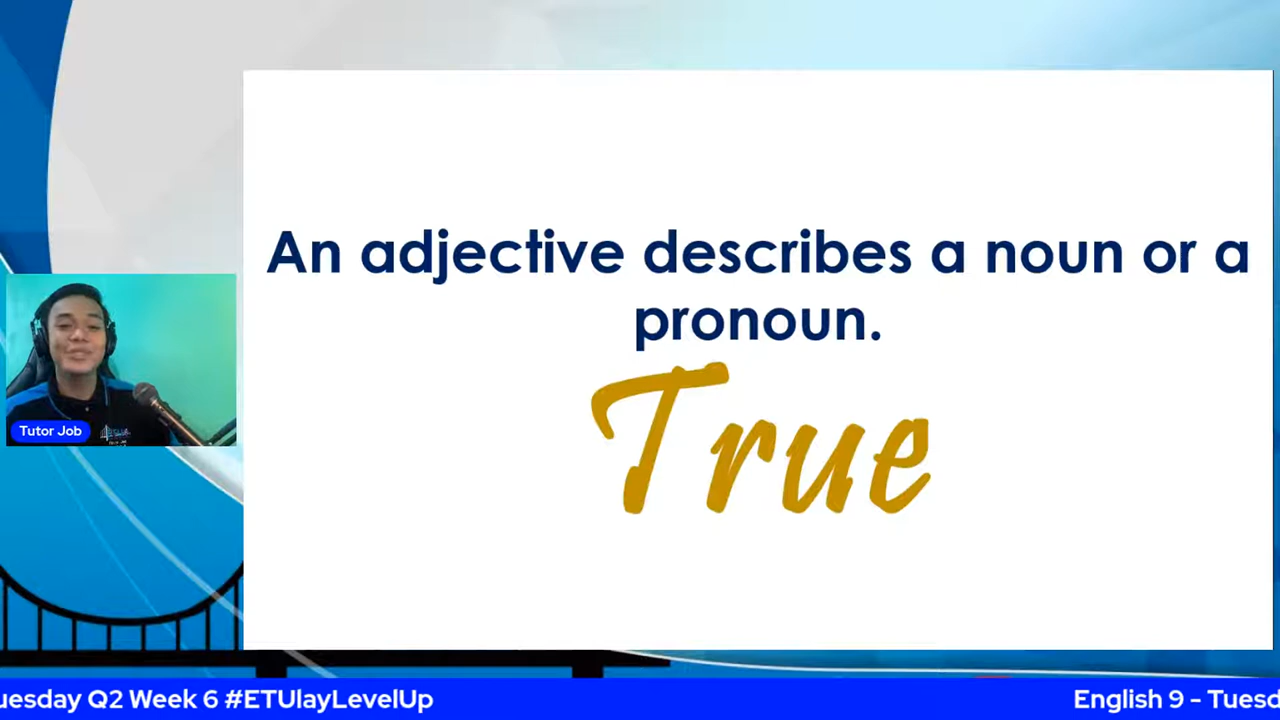 An adjective describes a noun or a
pronoun.
True
Tutor Job
uesday Q2 Week 6 #ETUlayLevelUp
English 9 - Tuesd